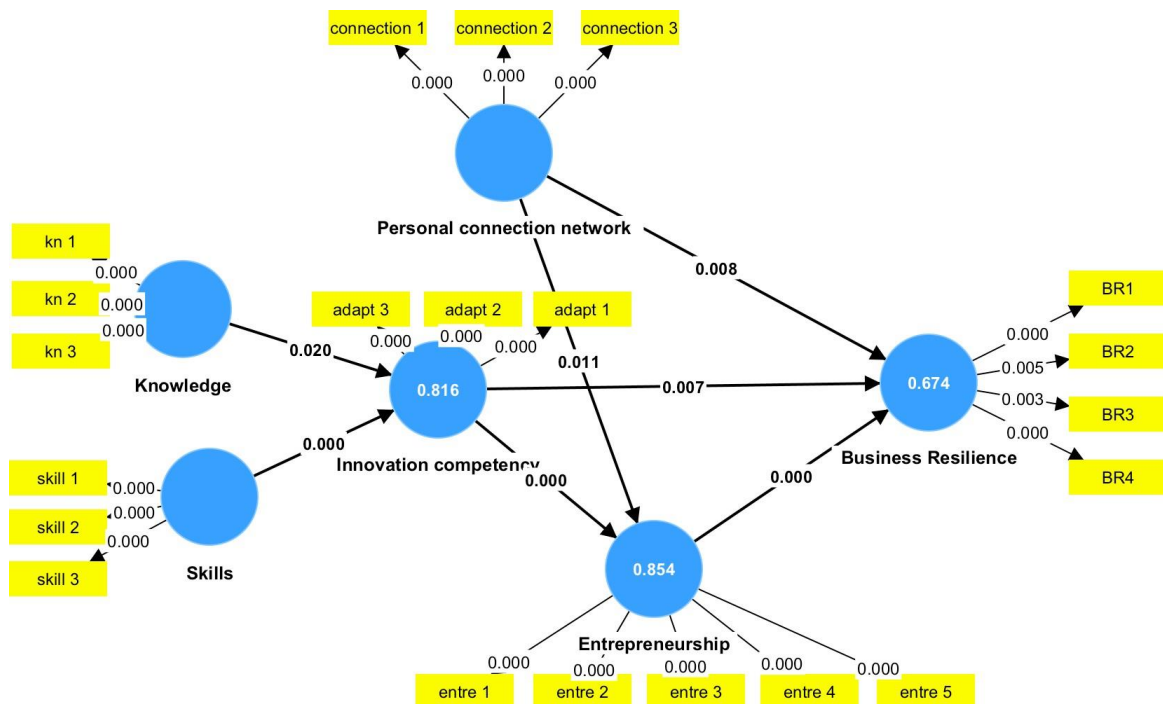 connection 1
connection 2
connection 3
0.000
0.000
0.000
Personal connection network
kn 1
kn 2
kn 3
0.000
0.000
0.000
Knowledge
0.020
adapt 3
adapt 2
adapt 1
0.000
0.000
0.000
0.816
Innovation competency
0.008
0.011
0.007
0.674
Business Resilience
0.000
0.005
0.003
0.000
BR1
BR2
BR3
BR4
skill 1
skill 2
skill 3
0.000
0.000
0.000
Skills
0.000
0.000
0.000
0.854
Entrepreneurship
0.000
0.000
0.000
0.000
0.000
entre 1
entre 2
entre 3
entre 4
entre 5